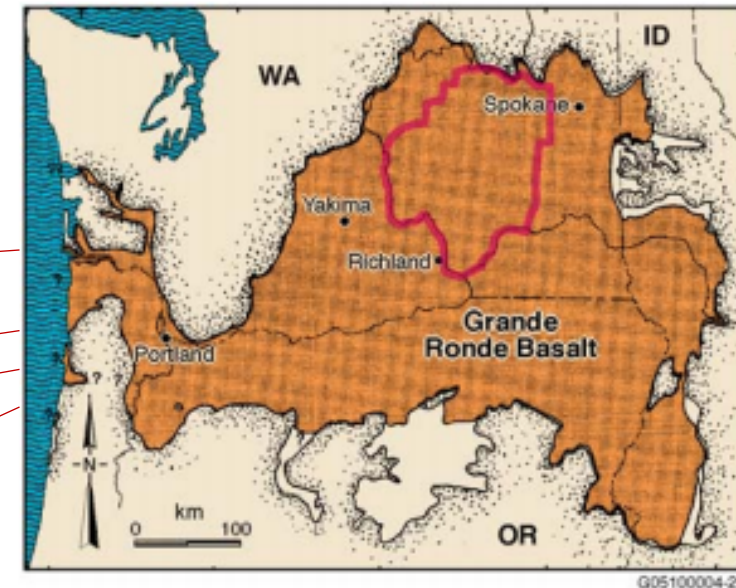 ID
WA
Spokane
Yakima
Richland
Grande
Ronde Basalt
Portland
?
?
?
? ?
?
-N-
km
0 100
OR
G05100004-2